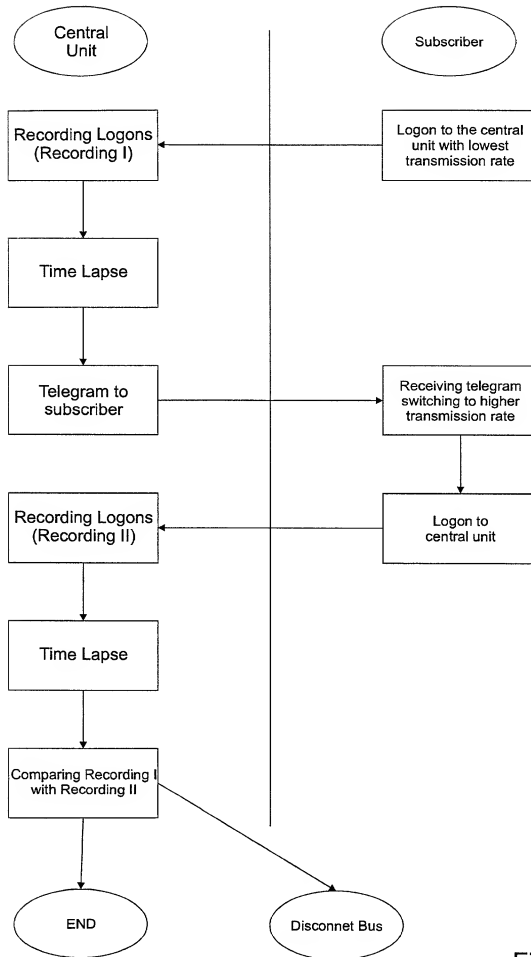 Central
Unit
Subscriber
Recording Logons
(Recording I)
Logon to the central
unit with lowest
transmission rate
Time Lapse
Telegram to
subscriber
Receiving telegram
switching to higher
transmission rate
Recording Logons
(Recording II)
Logon to
central unit
Time Lapse
Comparing Recording I
with Recording II
END
Disconnet Bus